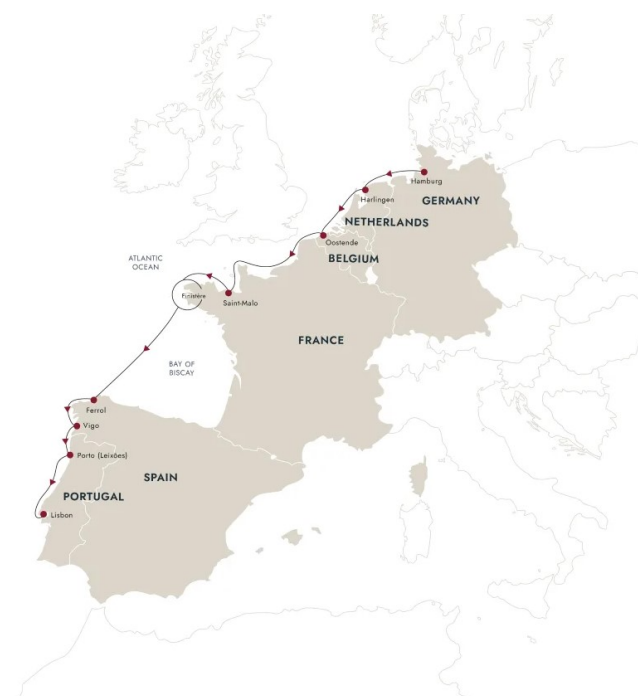 Hamburg
GERMANY
Harlingen
NETHERLANDS
Oostende
BELGIUM
ATLANTIC
OCEAN
Finistère
Saint-Malo
FRANCE
BAY OF
BISCAY
Ferrol
Vigo
Porto (Leixões)
SPAIN
PORTUGAL
Lisbon